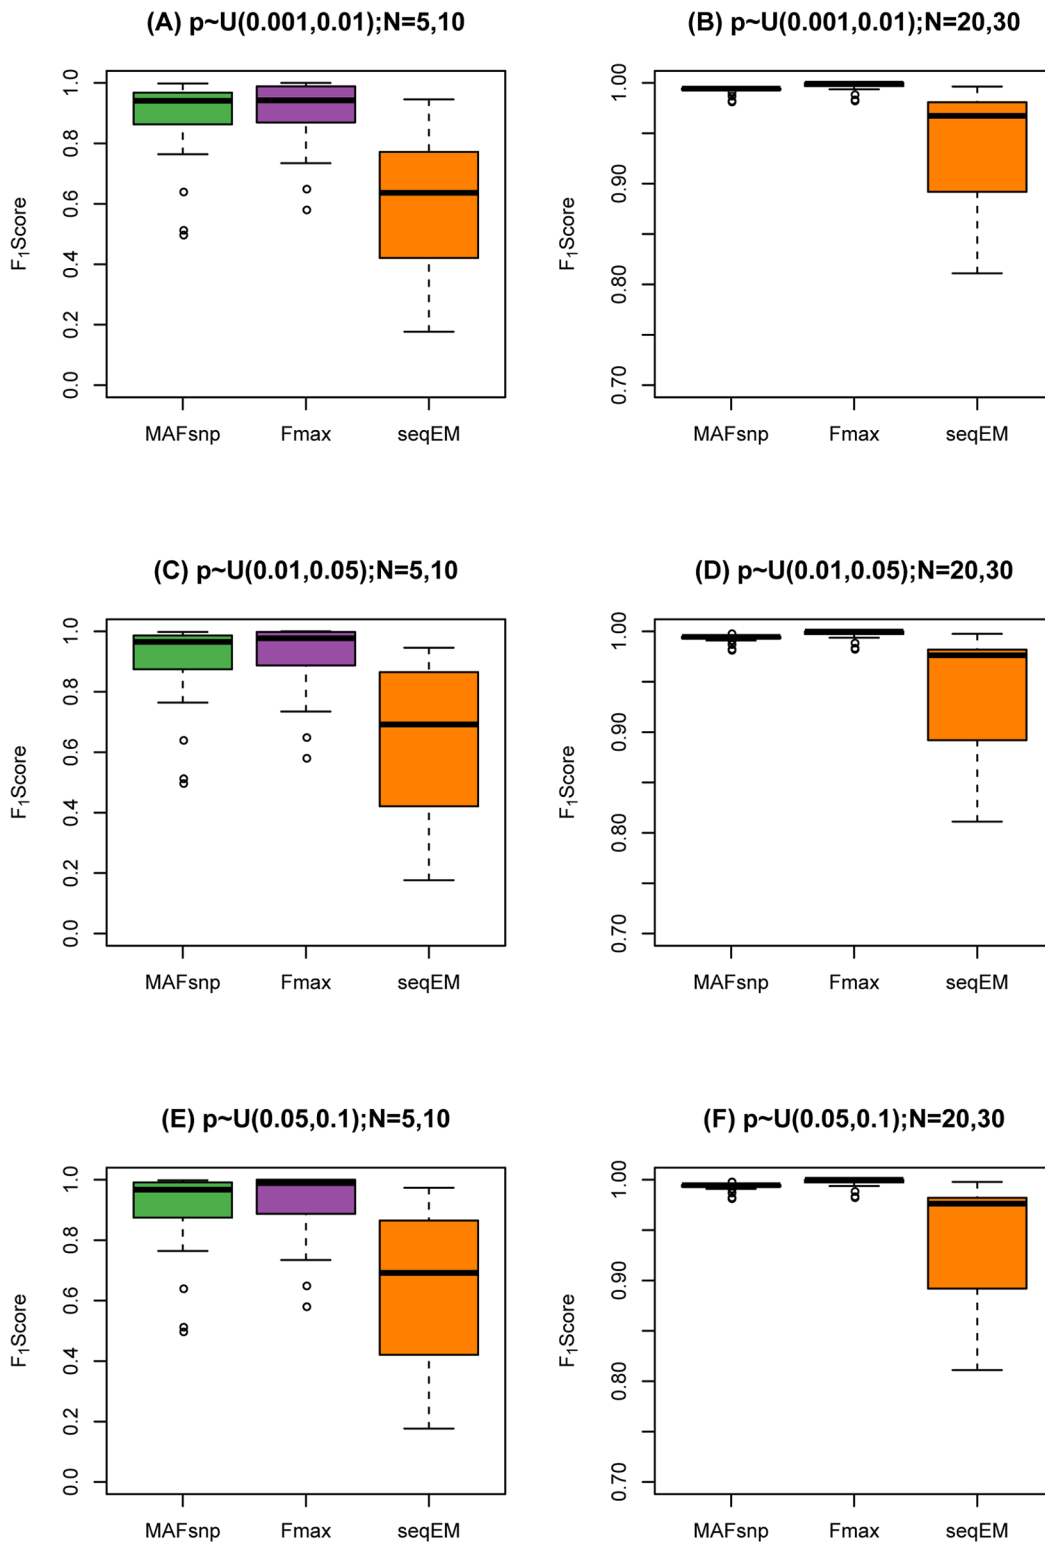 (A) p~U(0.001,0.01);N=5,10
F₁Score
1.0
0.8
0.6
0.4
0.2
0.0
MAFsnp Fmax seqEM
(B) p~U(0.001,0.01);N=20,30
F₁Score
1.00
0.90
0.80
0.70
MAFsnp Fmax seqEM
(C) p~U(0.01,0.05);N=5,10
F₁Score
1.0
0.8
0.6
0.4
0.2
0.0
MAFsnp Fmax seqEM
(D) p~U(0.01,0.05);N=20,30
F₁Score
1.00
0.90
0.80
0.70
MAFsnp Fmax seqEM
(E) p~U(0.05,0.1);N=5,10
F₁Score
1.0
0.8
0.6
0.4
0.2
0.0
MAFsnp Fmax seqEM
(F) p~U(0.05,0.1);N=20,30
F₁Score
1.00
0.90
0.80
0.70
MAFsnp Fmax seqEM